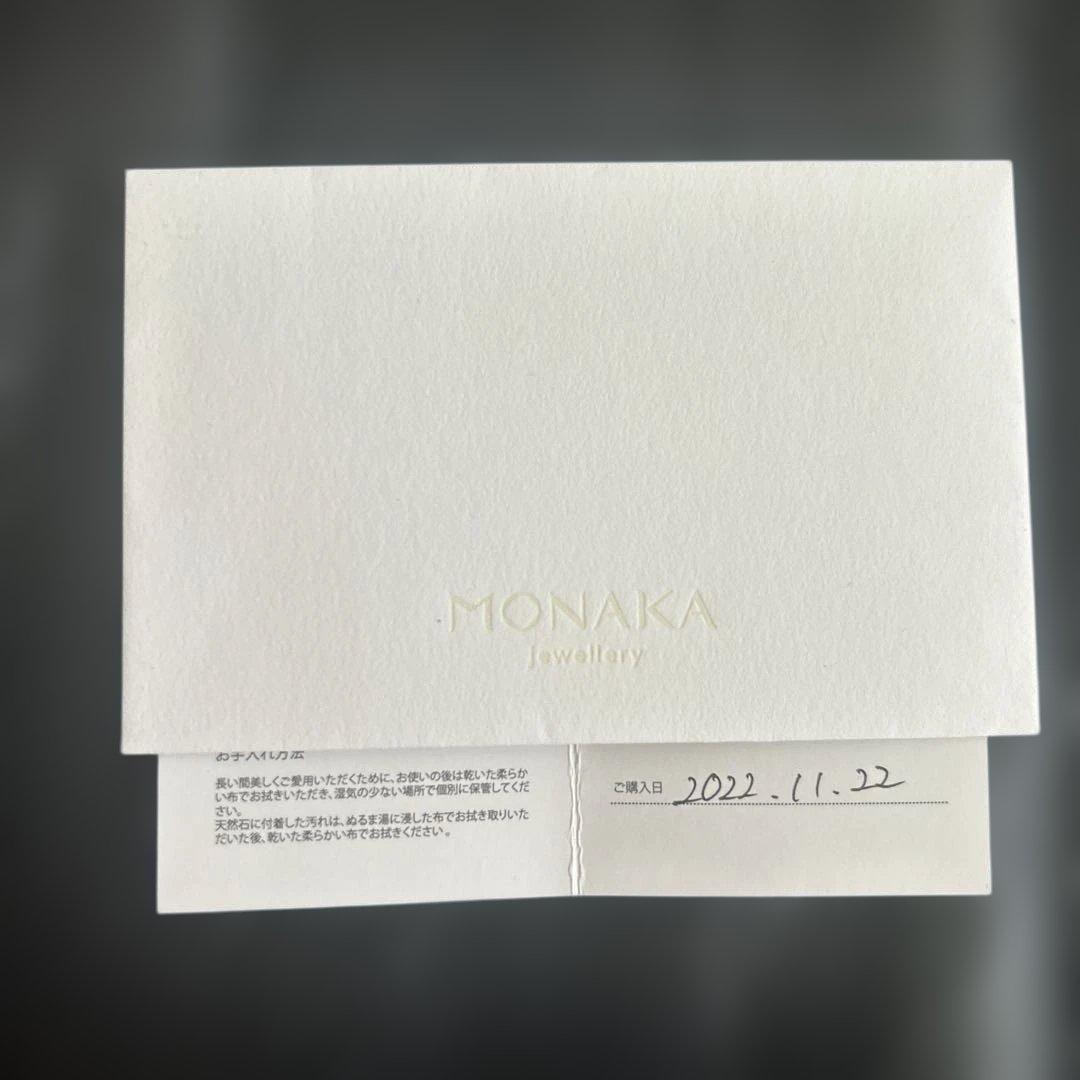 MONAKA
jewellery
お手入れ方法
長い間美しくご愛用いただくために、お使いの後は乾いた柔らか
い布でお拭きいただき、湿気の少ない場所で個別に保管してくだ
さい。
天然石に付着した汚れは、ぬるま湯に浸した布でお拭き取りいた
だいた後、乾いた柔らかい布でお拭きください。
ご購入日 2022.11.22